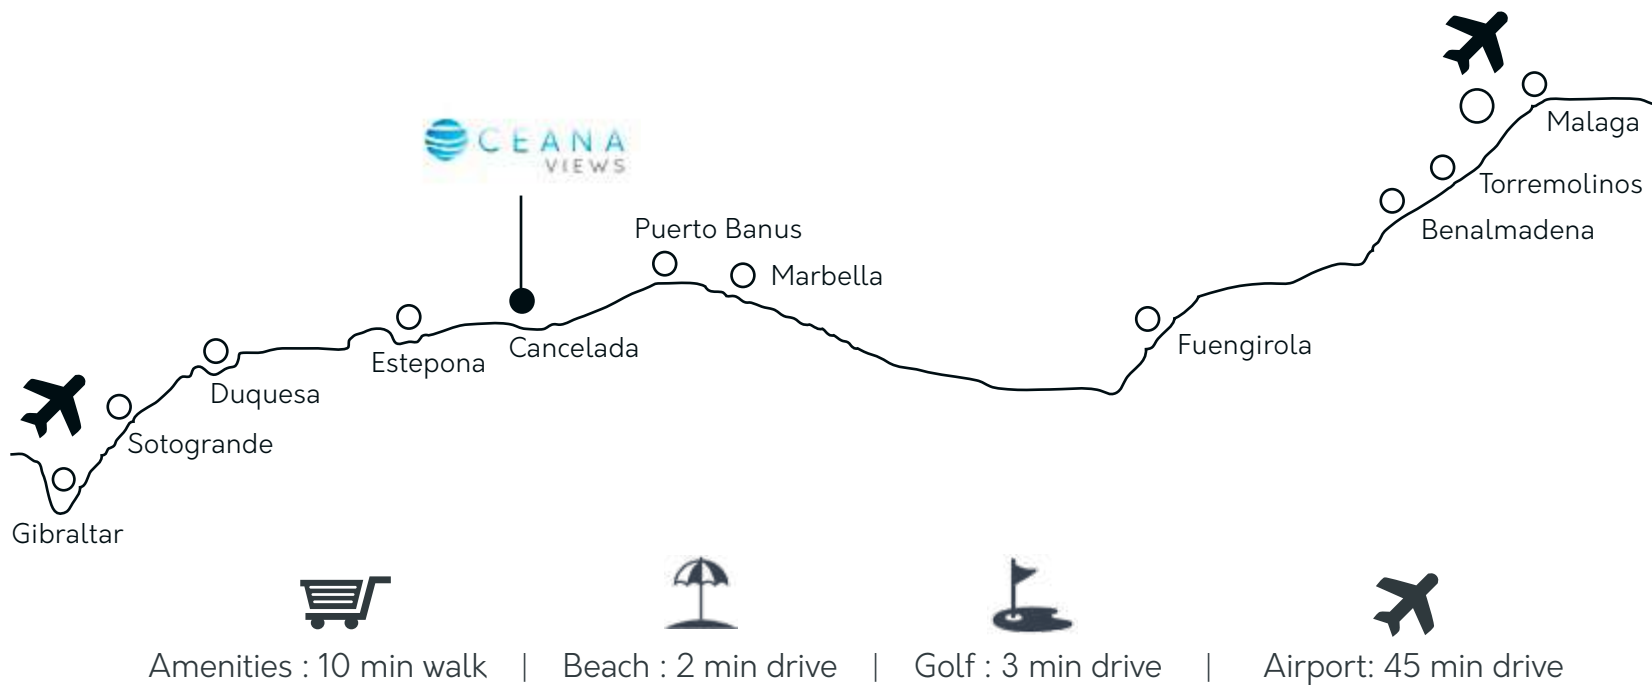 OCEANA
VIEWS
Malaga
Torremolinos
Benalmadena
Puerto Banus
Marbella
Fuengirola
Cancelada
Estepona
Duquesa
Sotogrande
Gibraltar
Amenities : 10 min walk | Beach : 2 min drive | Golf : 3 min drive | Airport: 45 min drive